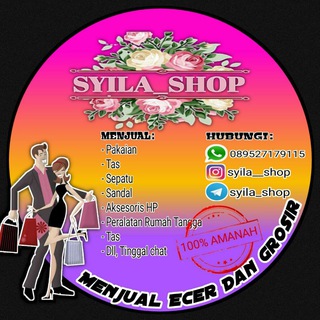 SYILA SHOP
MENJUAL:
- Pakaian
- Tas
- Sepatu
- Sandal
- Aksesoris HP
- Peralatan Rumah Tangga
- Tas
- Dll, Tinggal chat
HUBUNGI:
089527179115
syila__shop
syila_shop
100% AMANAH
MENJUAL ECER DAN GROSIR